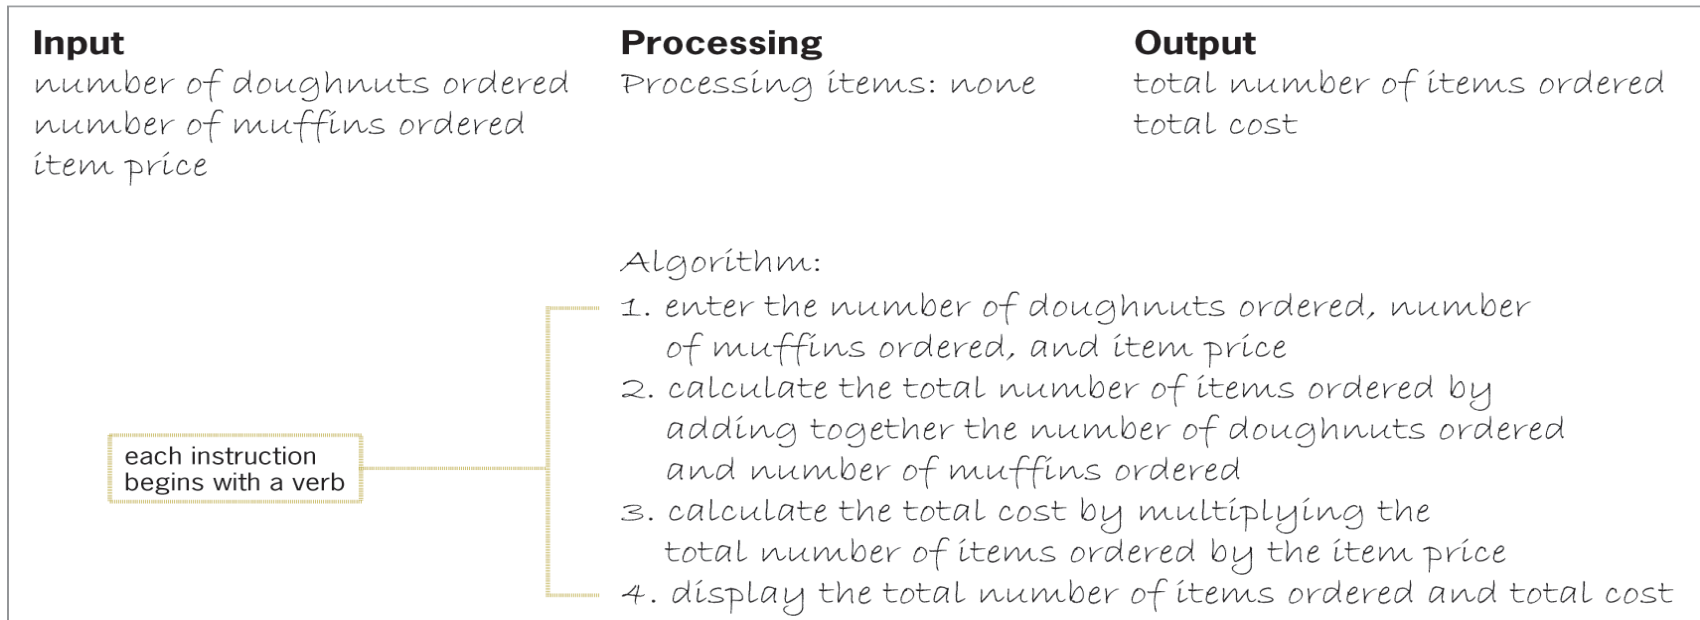 Input
number of doughnuts ordered
number of muffins ordered
item price
Processing
Processing items: none
Output
total number of items ordered
total cost
Algorithm:
1. enter the number of doughnuts ordered, number
of muffins ordered, and item price
2. calculate the total number of items ordered by
adding together the number of doughnuts ordered
and number of muffins ordered
3. calculate the total cost by multiplying the
total number of items ordered by the item price
4. display the total number of items ordered and total cost
each instruction
begins with a verb